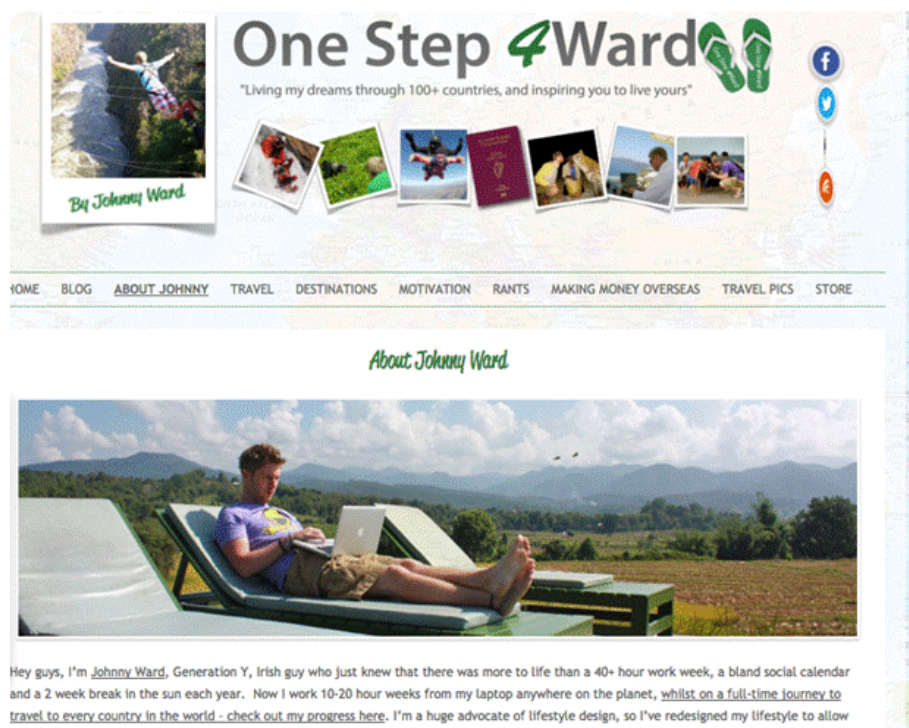 One Step 4Ward
"Living my dreams through 100+ countries, and inspiring you to live yours"
By Johnny Ward
HOME BLOG ABOUT JOHNNY TRAVEL DESTINATIONS MOTIVATION RANTS MAKING MONEY OVERSEAS TRAVEL PICS STORE
About Johnny Ward
Hey guys, I'm Johnny Ward, Generation Y, Irish guy who just knew that there was more to life than a 40+ hour work week, a bland social calendar
and a 2 week break in the sun each year. Now I work 10-20 hour weeks from my laptop anywhere on the planet, whilst on a full-time journey to
travel to every country in the world - check out my progress here. I'm a huge advocate of lifestyle design, so I've redesigned my lifestyle to allow